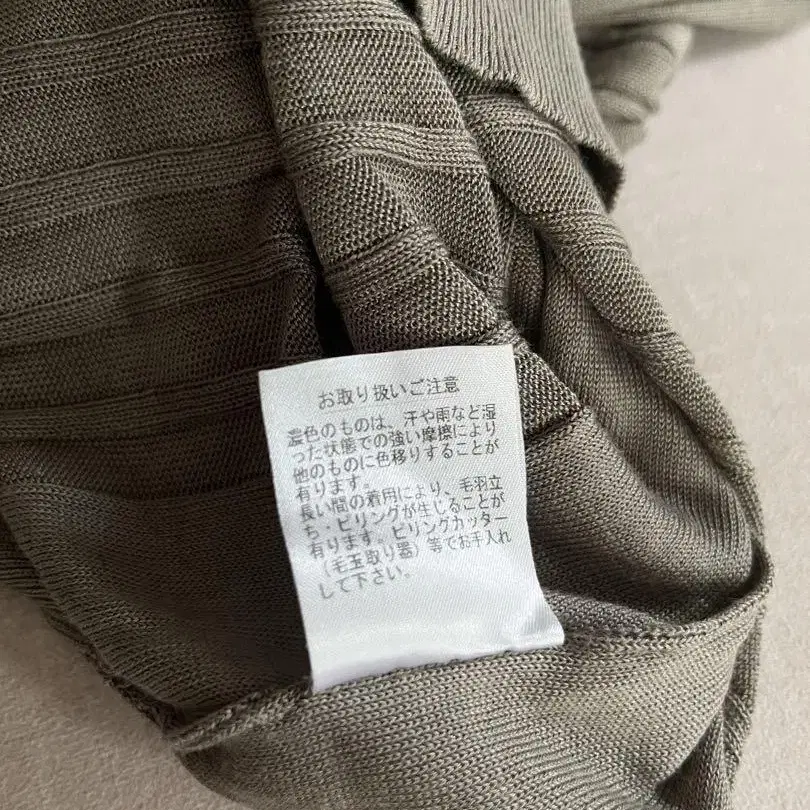 お取り扱いご注意
濃色のものは、汗や雨など湿
った状態での強い摩擦により
他のものに色移りすることが
有ります。
長い間の着用により、毛羽立
ち・ピリングが生じることが
有ります。ピリングカッター
（毛玉取り器）等でお手入れ
して下さい。